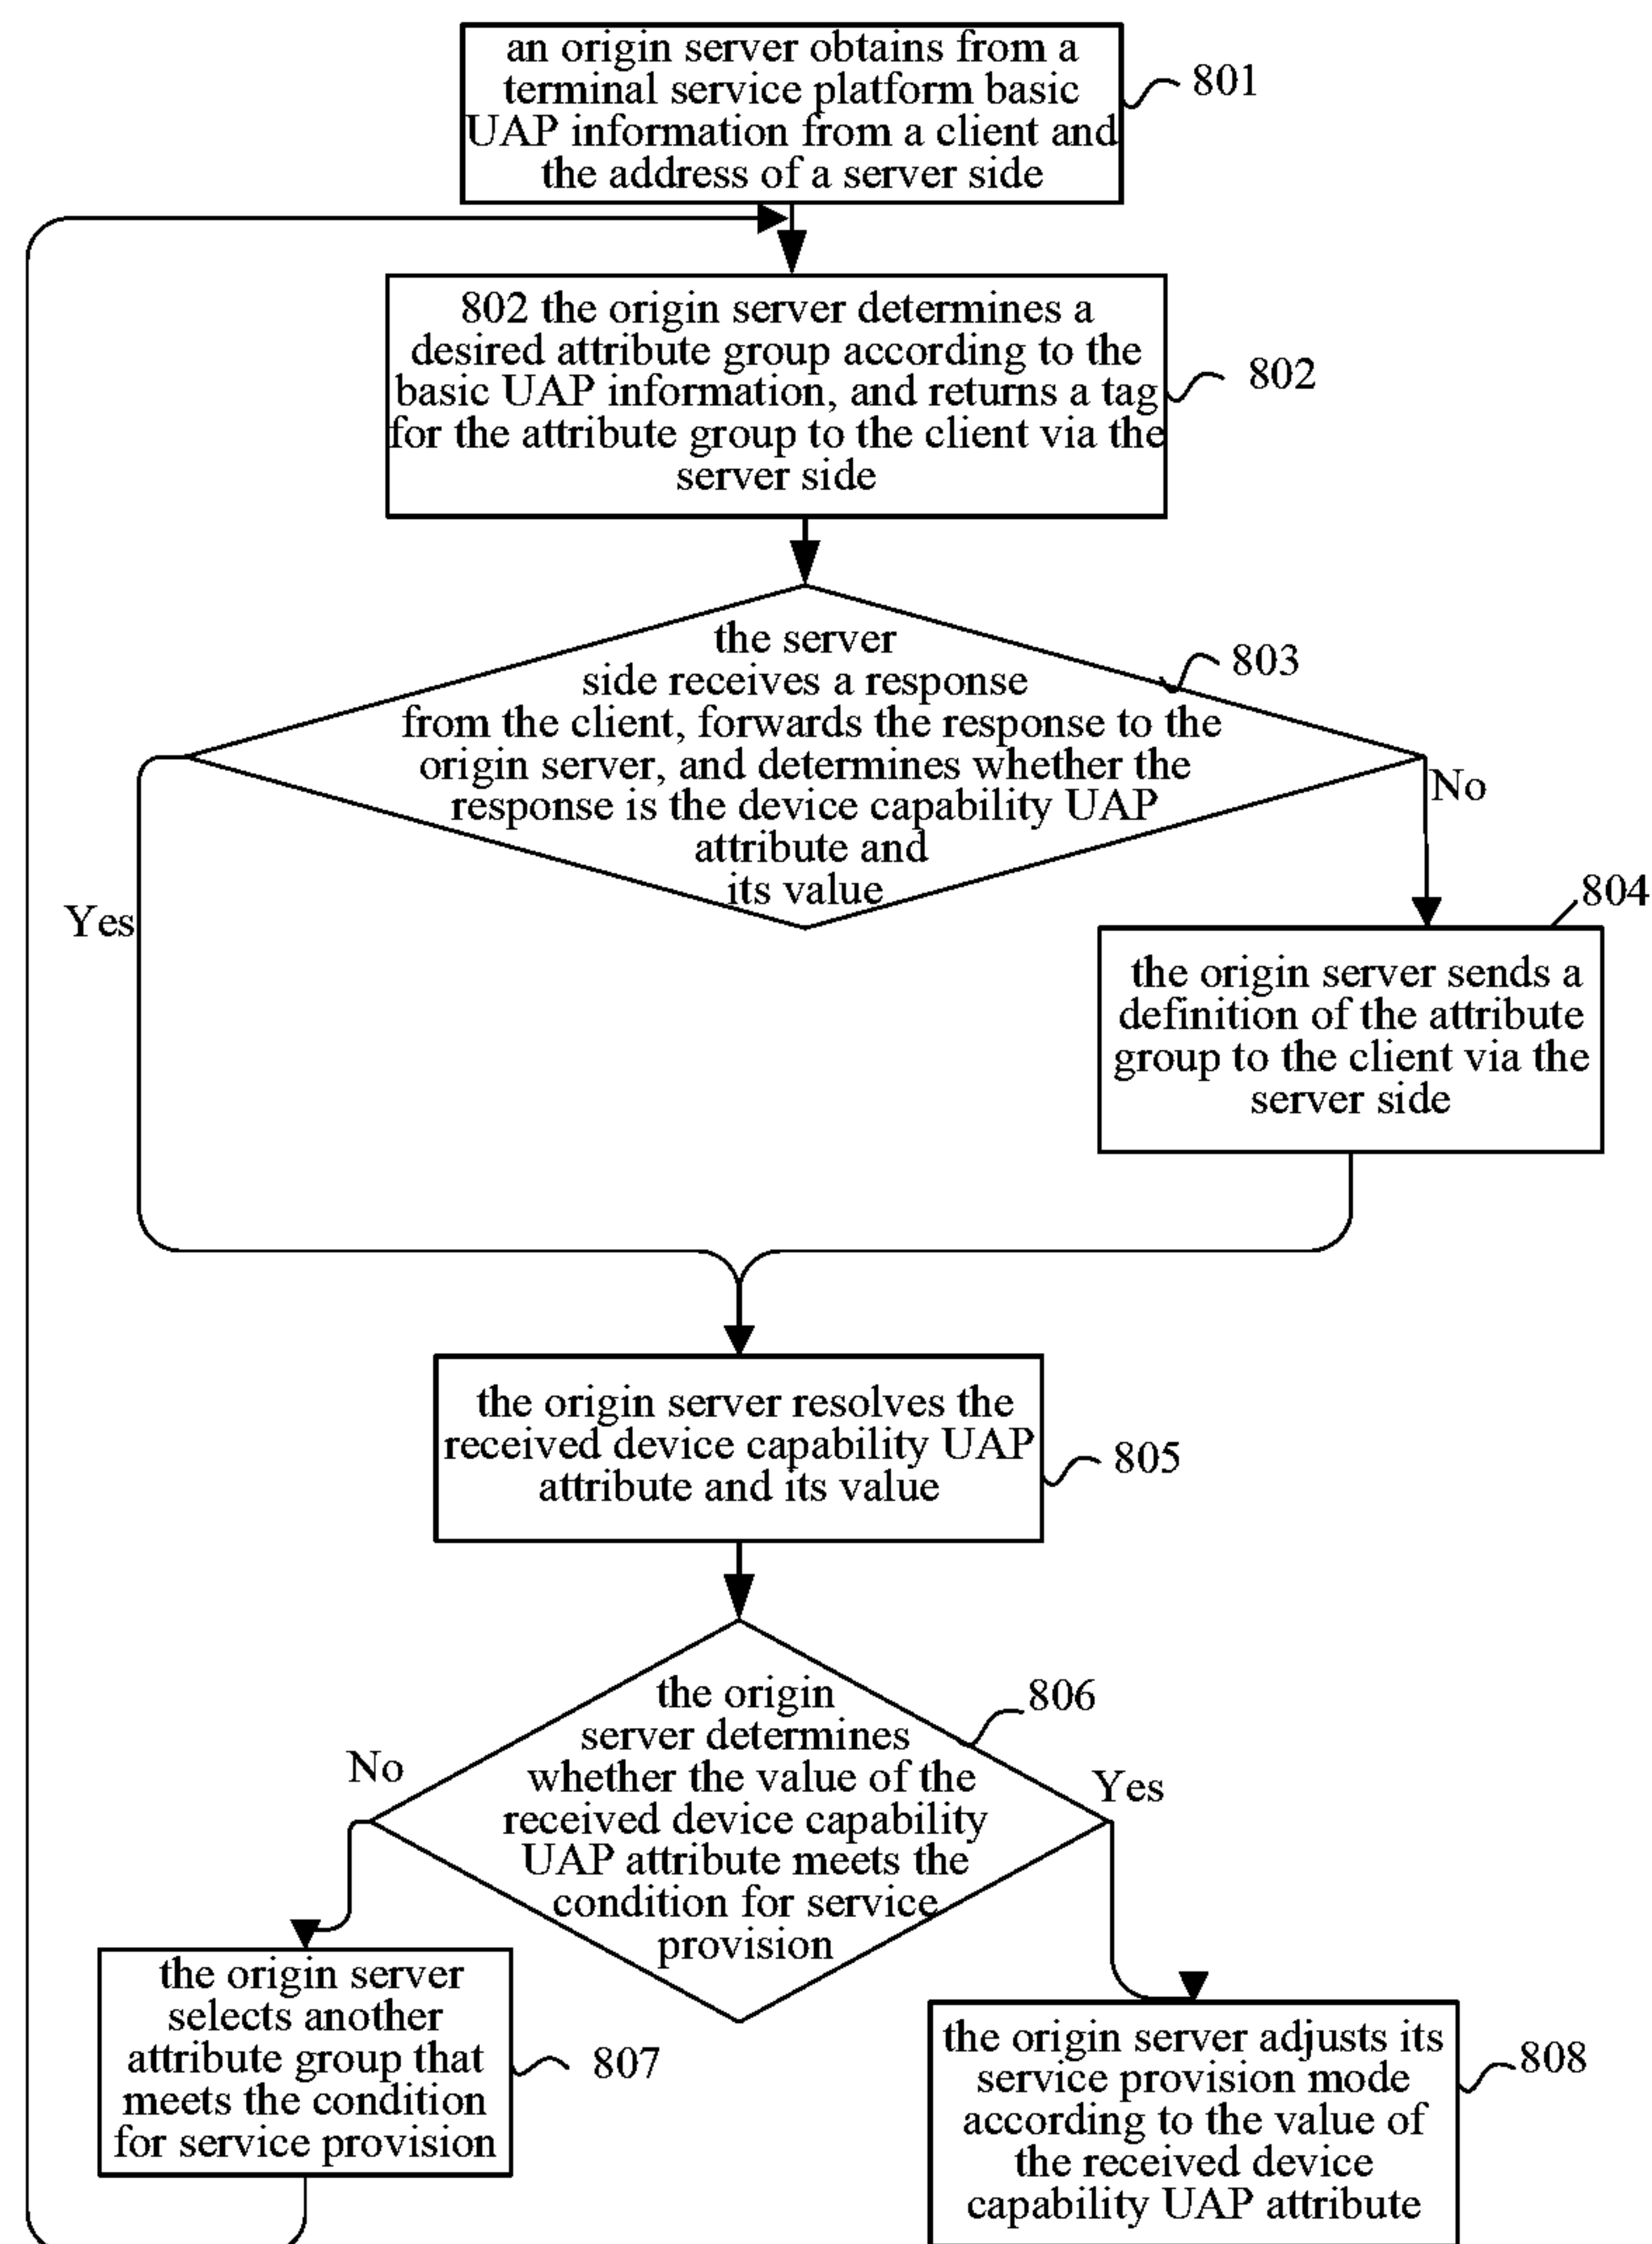 an origin server obtains from a
terminal service platform basic
UAP information from a client and
the address of a server side
801
802 the origin server determines a
desired attribute group according to the
basic UAP information, and returns a tag
for the attribute group to the client via the
server side
802
the server
side receives a response
from the client, forwards the response to the
origin server, and determines whether the
response is the device capability UAP
attribute and
its value
803
No
Yes
804
the origin server sends a
definition of the attribute
group to the client via the
server side
the origin server resolves the
received device capability UAP
attribute and its value
805
the origin
server determines
whether the value of the
received device capability
UAP attribute meets the
condition for service
provision
806
No
Yes
the origin server
selects another
attribute group that
meets the condition
for service provision
807
the origin server adjusts its
service provision mode
according to the value of
the received device
capability UAP attribute
808